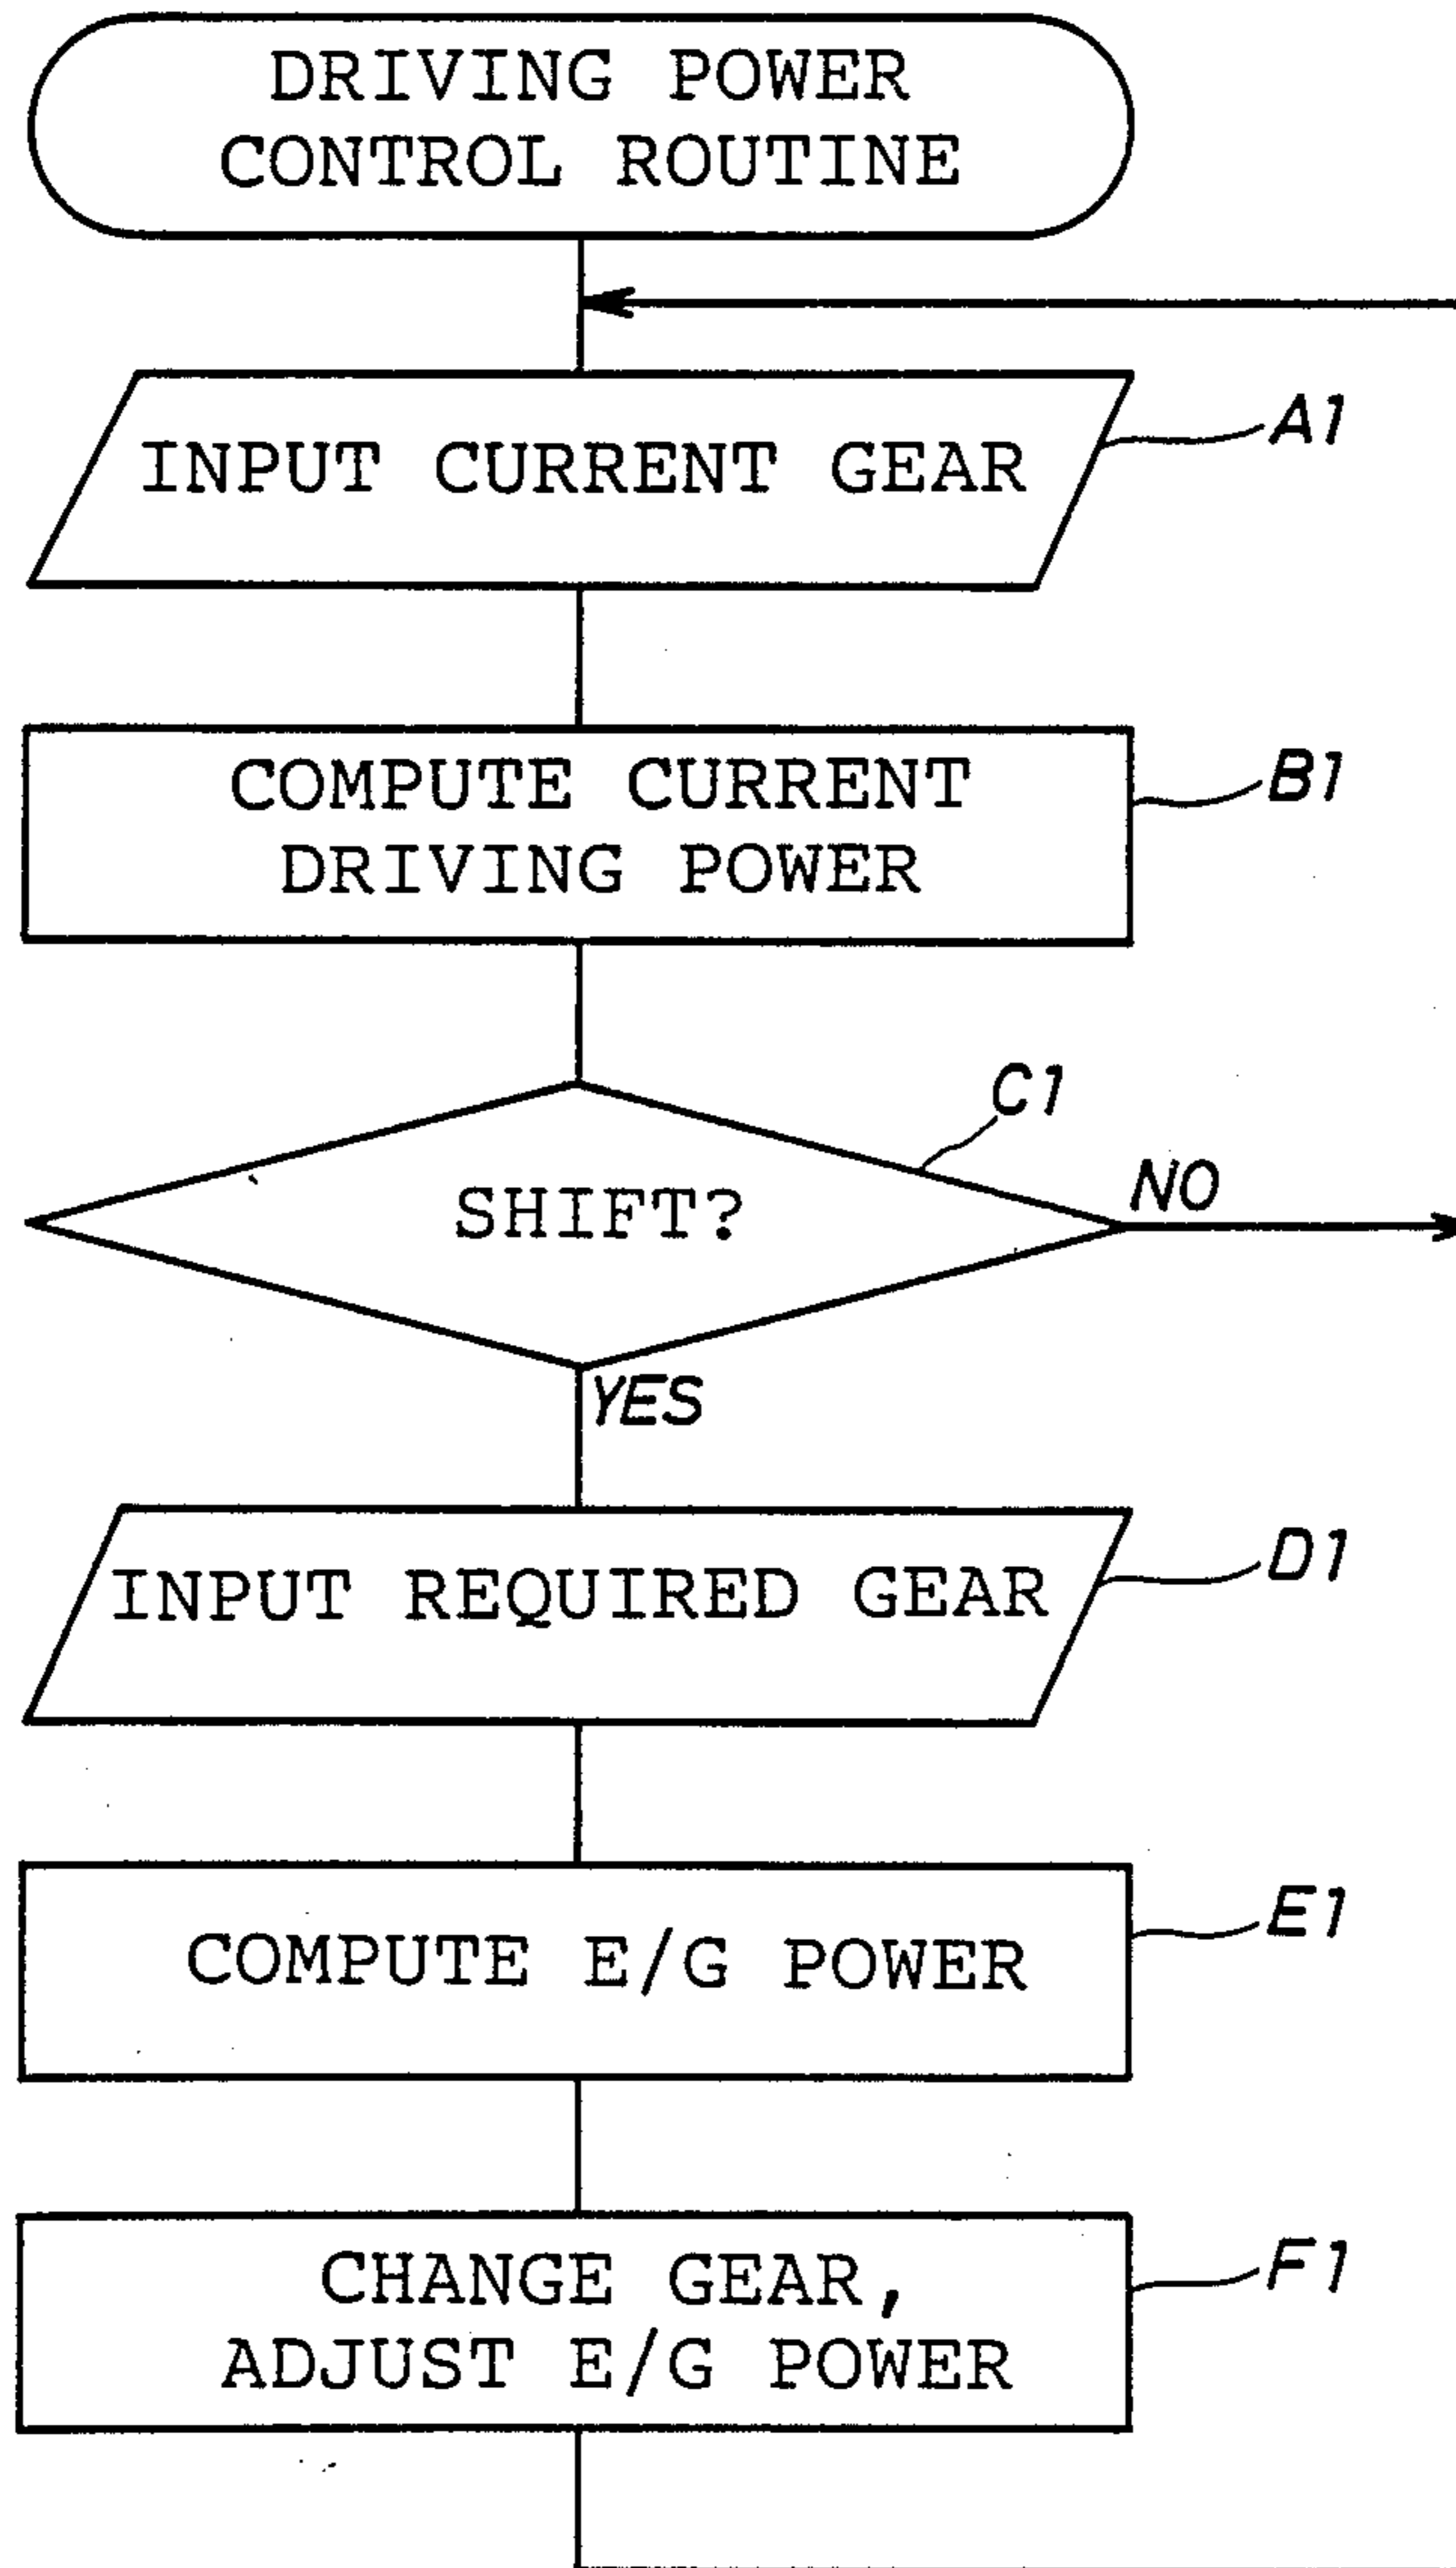 DRIVING POWER
CONTROL ROUTINE
INPUT CURRENT GEAR
A1
COMPUTE CURRENT
DRIVING POWER
B1
C1
SHIFT?
NO
YES
INPUT REQUIRED GEAR
D1
COMPUTE E/G POWER
E1
CHANGE GEAR,
ADJUST E/G POWER
F1